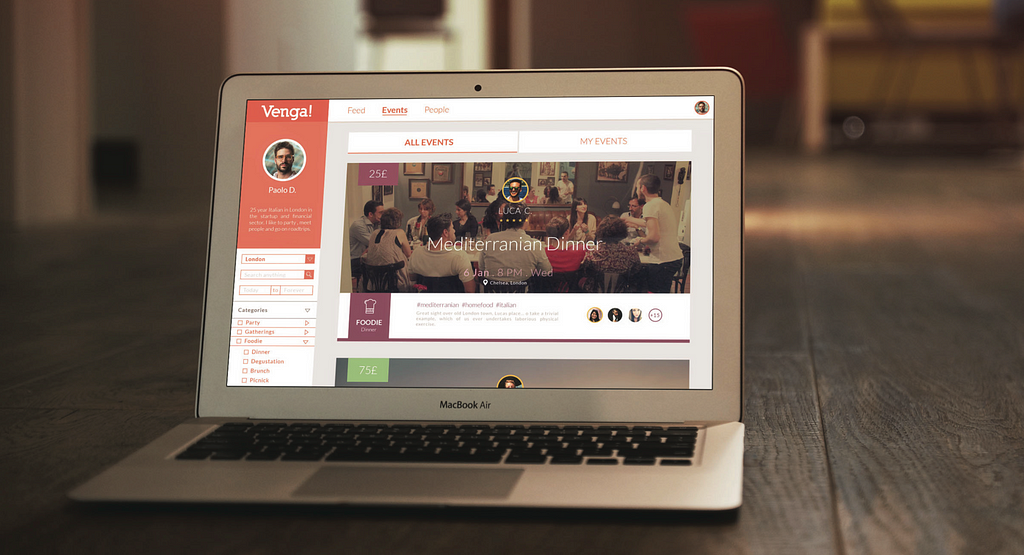 Venga!
Feed Events People
Paolo D.
25 year Italian in London in
the startup and financial
sector. I like to party , meet
people and go on roadtrips.
London
Search anything
Today to Forever
Categories
Party
Gatherings
Foodie
Dinner
Degustation
Brunch
Picnick
ALL EVENTS MY EVENTS
25£
LUCA C.
Mediterranian Dinner
6 Jan . 8 PM . Wed
Chelsea, London
FOODIE
Dinner
#mediterranian #homefood #italian
Great sight over old London town, Lucas place... a take a trivial
example, which of us ever undertakes laborious physical
exercise.
+15
75£
MacBook Air